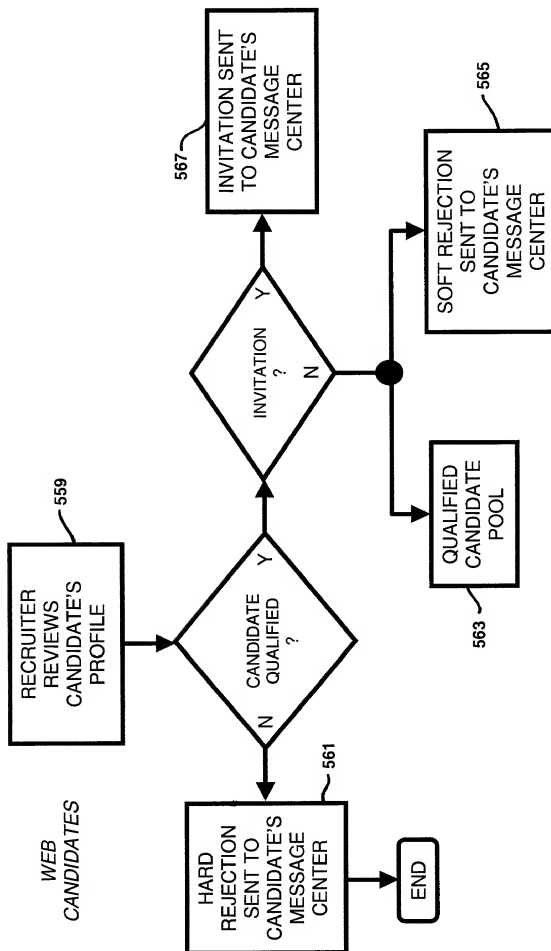 WEB
CANDIDATES
559
RECRUITER
REVIEWS
CANDIDATE'S
PROFILE
N
CANDIDATE
QUALIFIED
?
Y
561
HARD
REJECTION
SENT TO
CANDIDATE'S
MESSAGE
CENTER
END
INVITATION
?
Y
N
567
INVITATION SENT
TO CANDIDATE'S
MESSAGE
CENTER
QUALIFIED
CANDIDATE
POOL
563
565
SOFT REJECTION
SENT TO
CANDIDATE'S
MESSAGE
CENTER